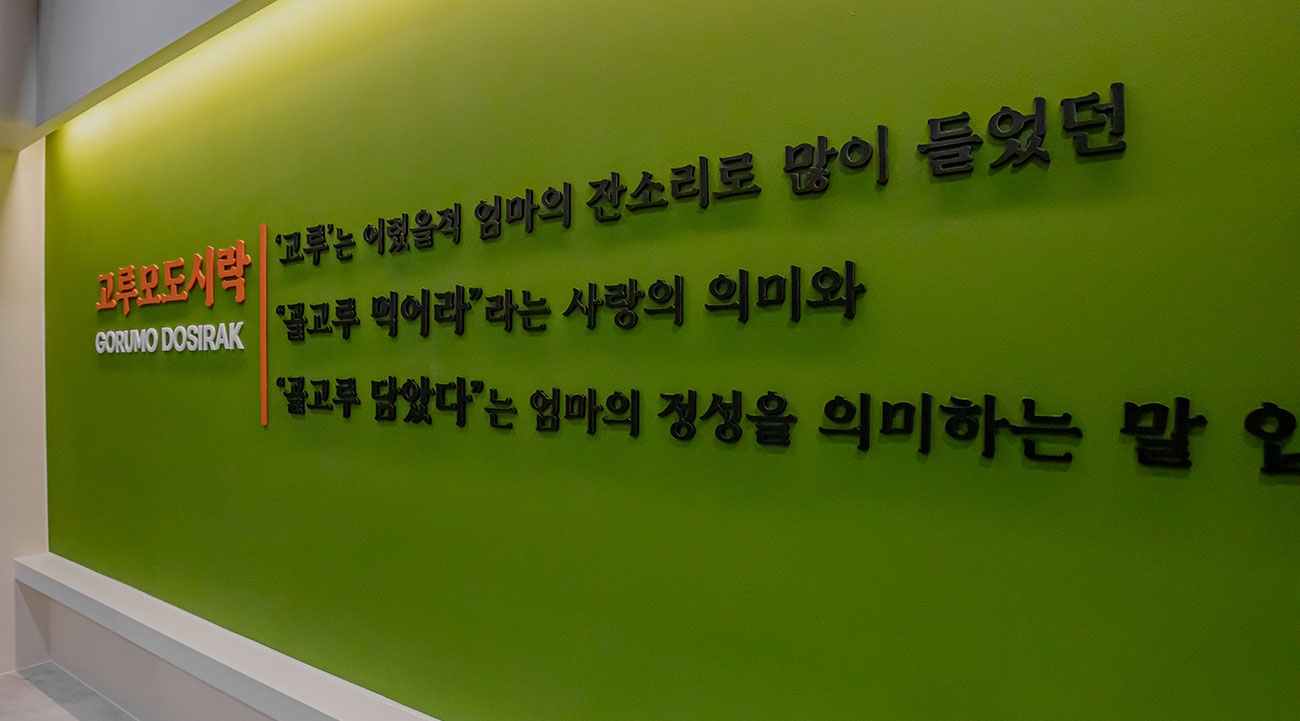 고루모도시락
GORUMO DOSIRAK
‘고루’는 어렸을적 엄마의 잔소리로 많이 들었던
“골고루 먹어라”라는 사랑의 의미와
“골고루 담았다”는 엄마의 정성을 의미하는 말